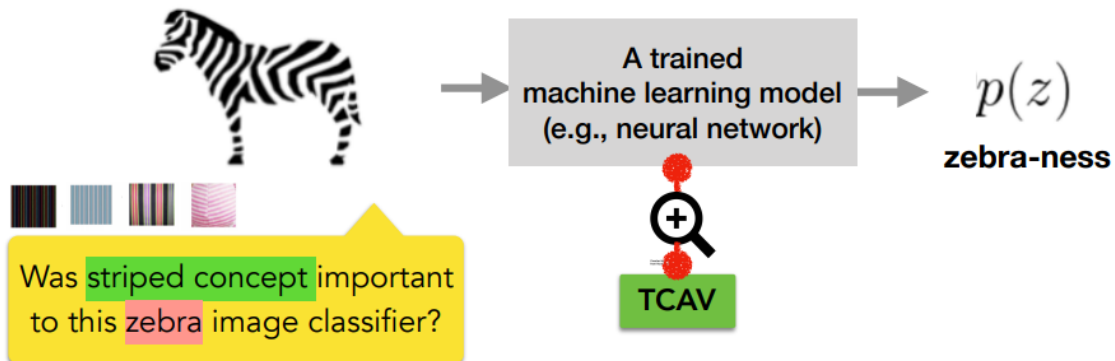 A trained
machine learning model
(e.g., neural network)
p(z)
zebra-ness
Was striped concept important
to this zebra image classifier?
TCAV